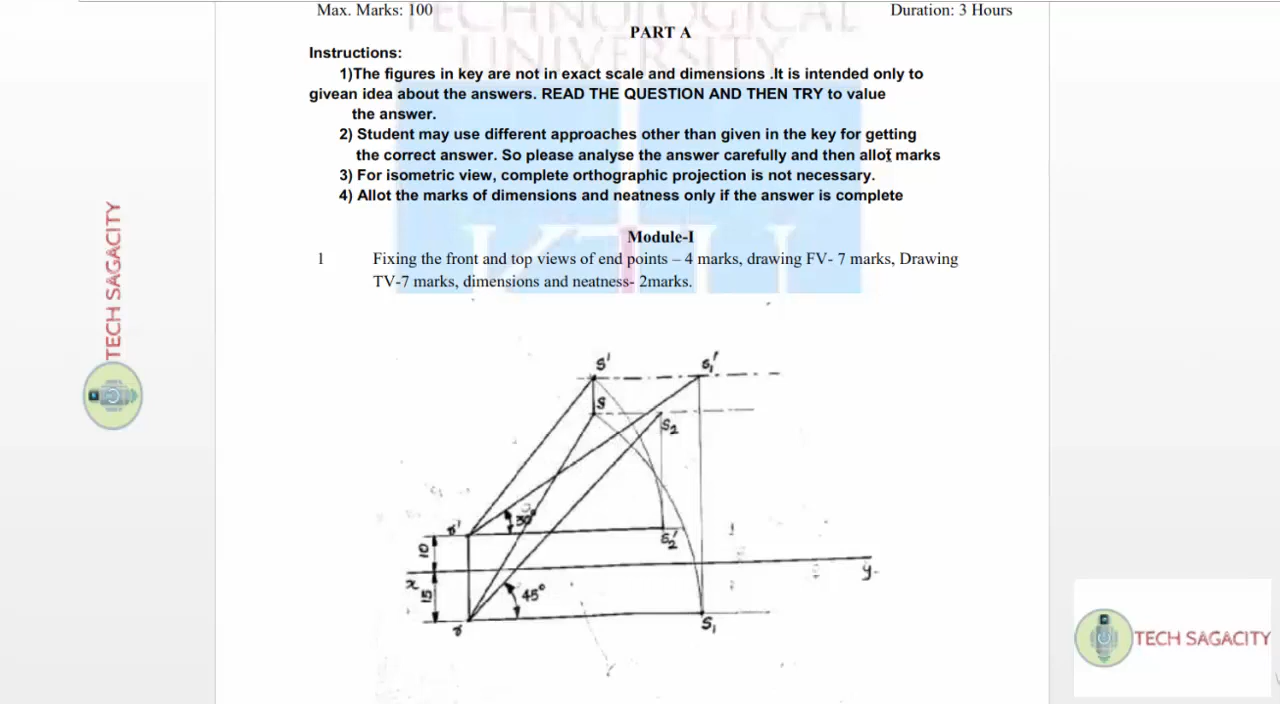 TECHNOLOGICAL
Max. Marks: 100 Duration: 3 Hours
UNIVERSITY
PART A
Instructions:
1)The figures in key are not in exact scale and dimensions .It is intended only to
givean idea about the answers. READ THE QUESTION AND THEN TRY to value
the answer.
2) Student may use different approaches other than given in the key for getting
the correct answer. So please analyse the answer carefully and then allot marks
3) For isometric view, complete orthographic projection is not necessary.
4) Allot the marks of dimensions and neatness only if the answer is complete
Module-I
1 Fixing the front and top views of end points – 4 marks, drawing FV- 7 marks, Drawing
TV-7 marks, dimensions and neatness- 2marks.
TECH SAGACITY
s' s₁'
s
s₂
30°
r'
s₂'
10
x y
15
45°
r
s₁
TECH SAGACITY